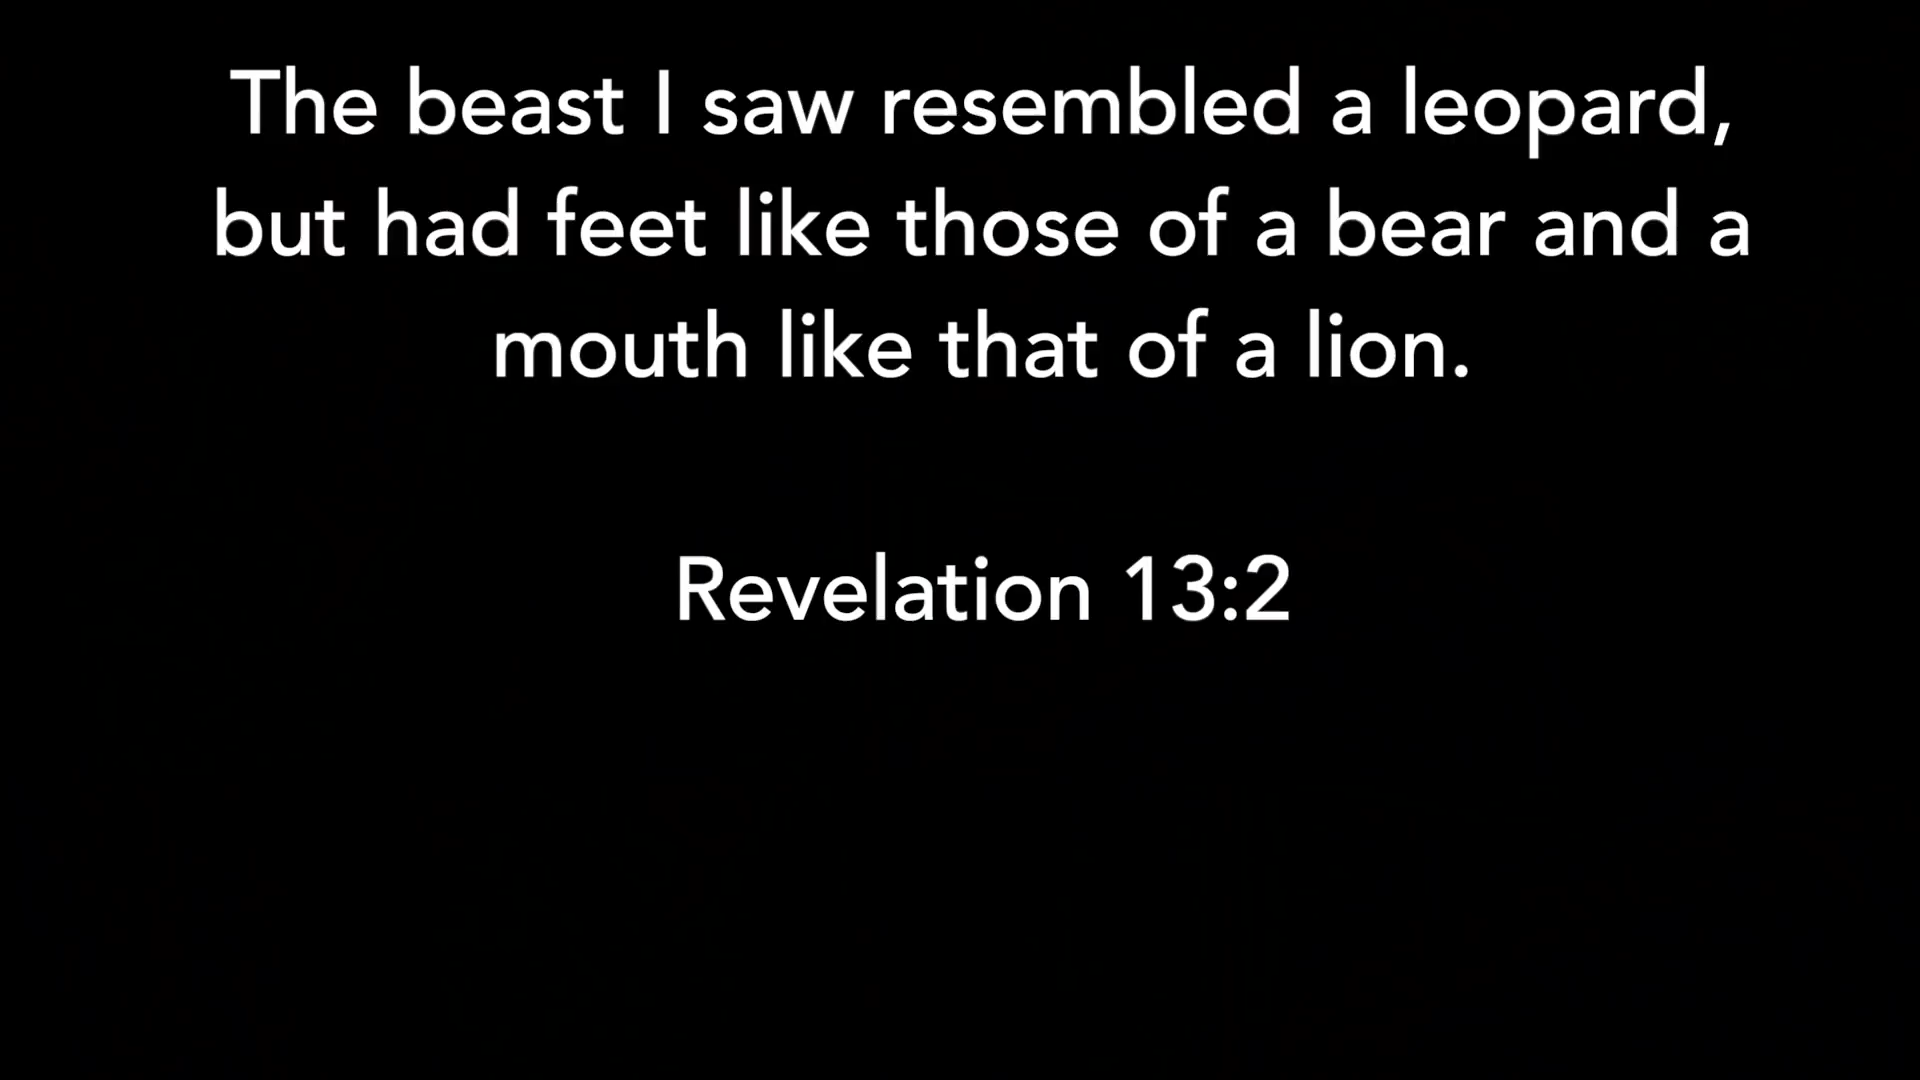 The beast I saw resembled a leopard,
but had feet like those of a bear and a
mouth like that of a lion.
Revelation 13:2